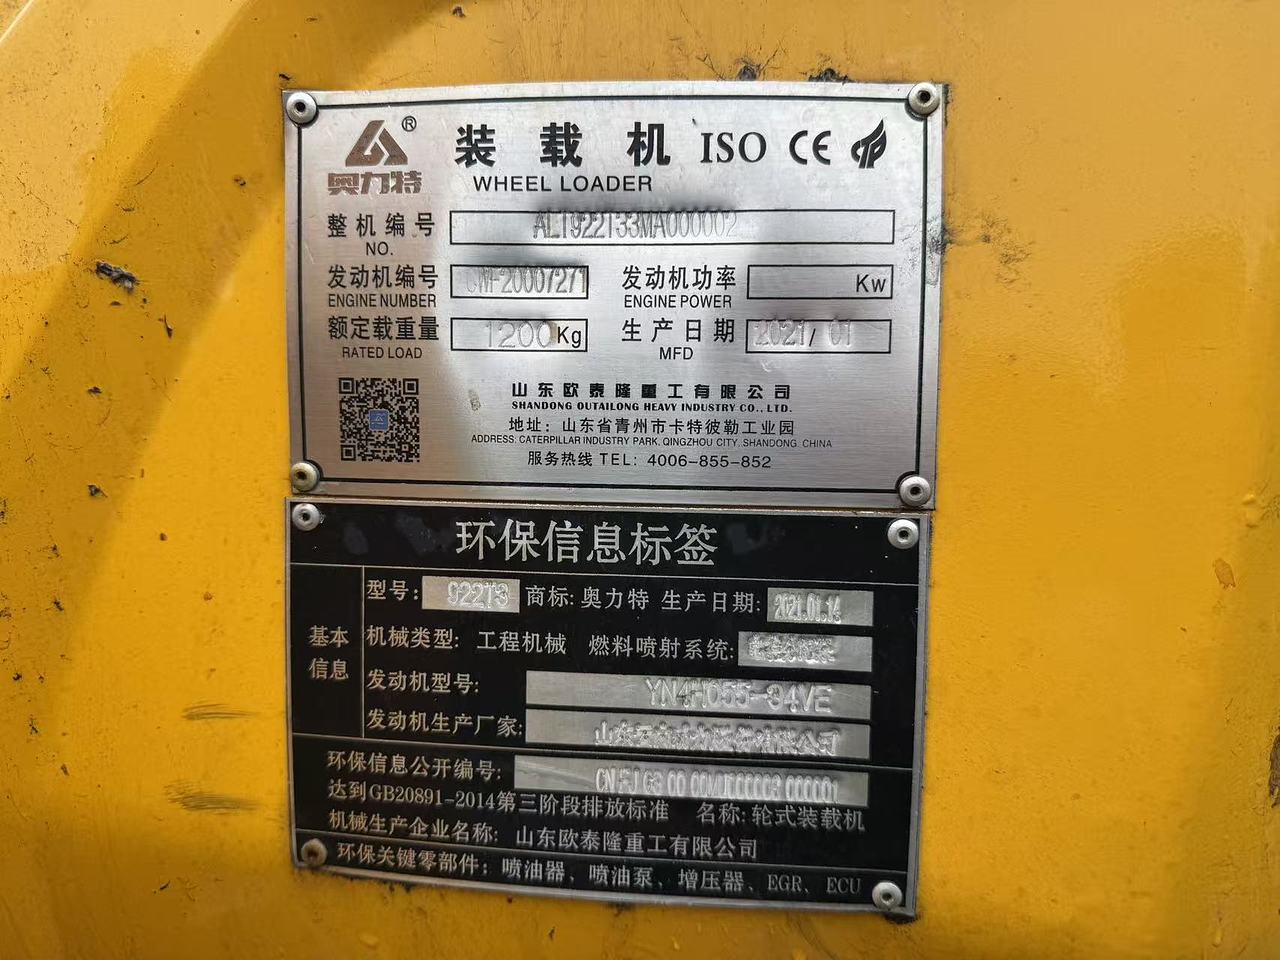 奥力特®
装载机 ISO CE
WHEEL LOADER
整机编号 ALT922T33MA000002
NO.
发动机编号 发动机功率 Kw
ENGINE NUMBER ENGINE POWER
额定载重量 1200Kg 生产日期 2021/ 01
RATED LOAD MFD
山东欧泰隆重工有限公司
SHANDONG OUTAILONG HEAVY INDUSTRY CO., LTD.
地址：山东省青州市卡特彼勒工业园
ADDRESS: CATERPILLAR INDUSTRY PARK, QINGZHOU CITY, SHANDONG, CHINA
服务热线 TEL: 4006-855-852
环保信息标签
基本信息
型号: 922T3 商标: 奥力特 生产日期: 2021.01.14
机械类型: 工程机械 燃料喷射系统:
发动机型号:
发动机生产厂家:
环保信息公开编号:
达到GB20891-2014第三阶段排放标准 名称: 轮式装载机
机械生产企业名称: 山东欧泰隆重工有限公司
环保关键零部件: 喷油器、喷油泵、增压器、EGR、ECU